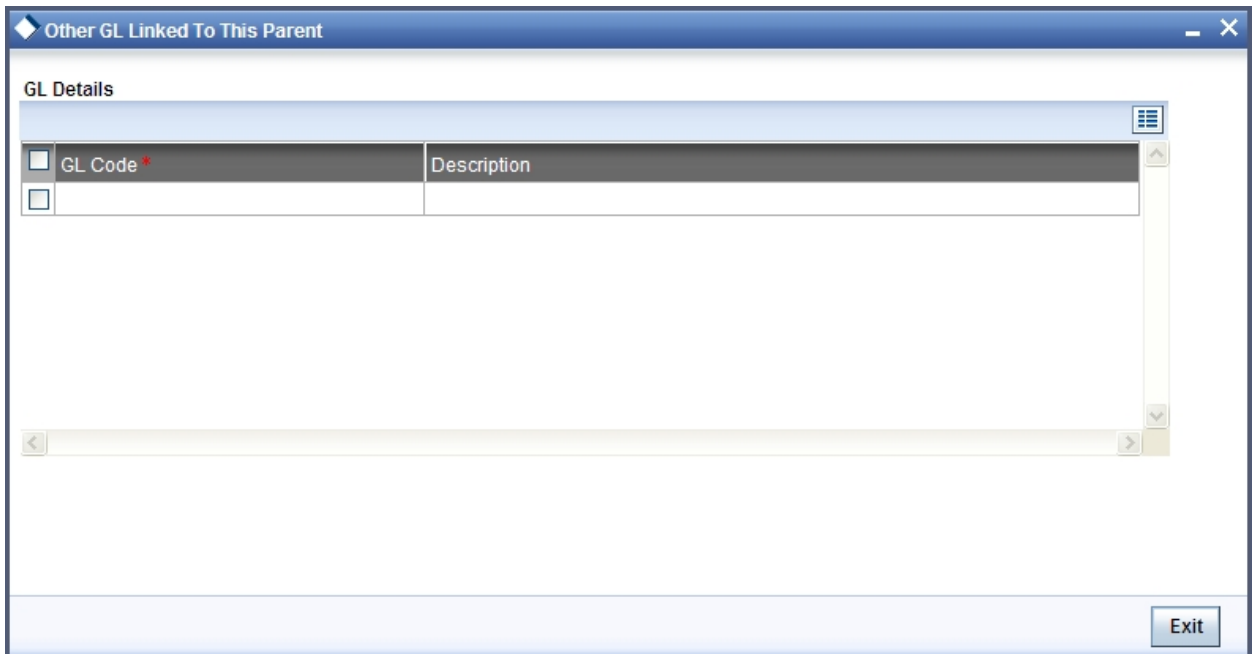 Other GL Linked To This Parent
GL Details
GL Code * Description
Exit